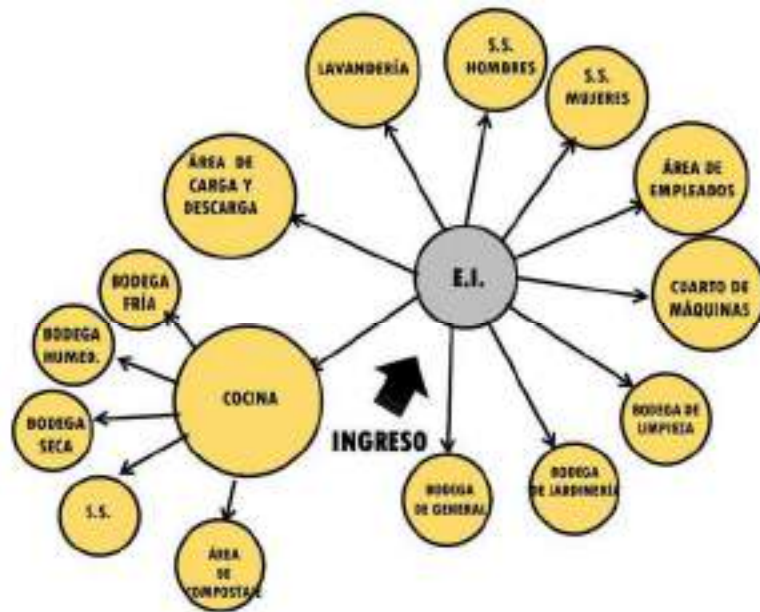 LAVANDERÍA
S.S.
HOMBRES
S.S.
MUJERES
ÁREA DE
CARGA Y
DESCARGA
ÁREA DE
EMPLEADOS
E.I.
CUARTO DE
MÁQUINAS
BODEGA
FRÍA
BODEGA
HUMED.
COCINA
BODEGA
SECA
INGRESO
BODEGA DE
LIMPIEZA
BODEGA
DE JARDINERÍA
BODEGA
DE GENERAL
S.S.
ÁREA
DE
COMPOSTAJE